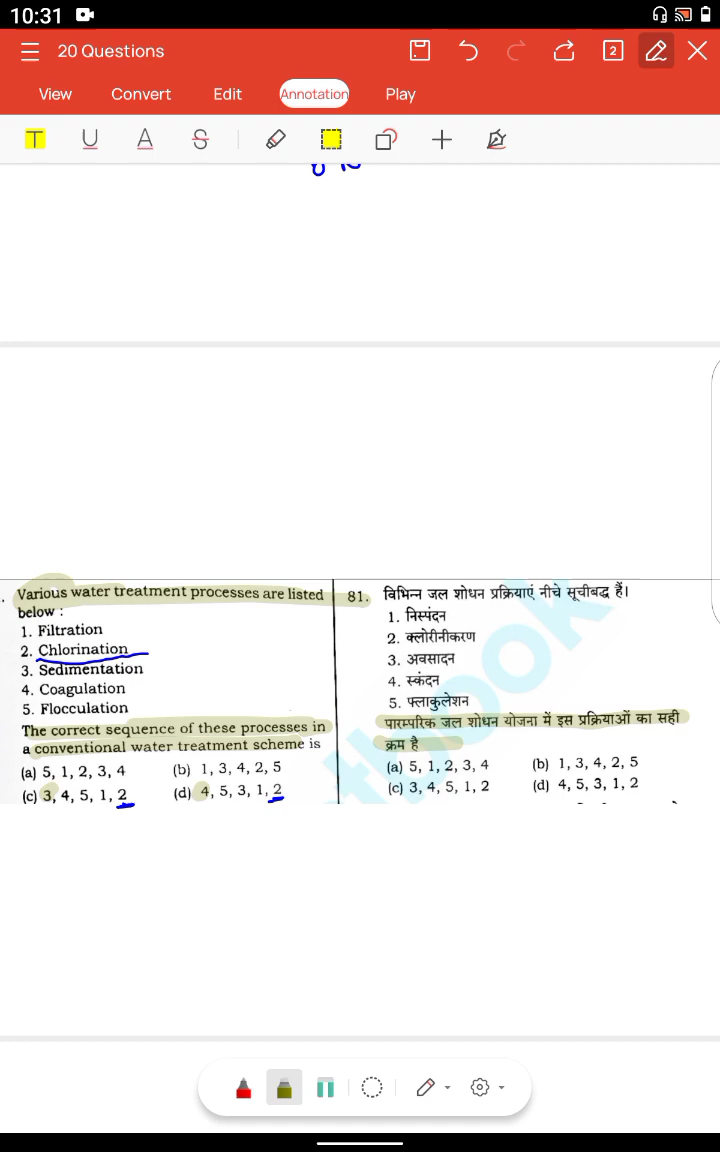 10:31
20 Questions
2
View Convert Edit Annotation Play
T U A S
Various water treatment processes are listed
below :
1. Filtration
2. Chlorination
3. Sedimentation
4. Coagulation
5. Flocculation
The correct sequence of these processes in
a conventional water treatment scheme is
(a) 5, 1, 2, 3, 4 (b) 1, 3, 4, 2, 5
(c) 3, 4, 5, 1, 2 (d) 4, 5, 3, 1, 2
81. विभिन्न जल शोधन प्रक्रियाएं नीचे सूचीबद्ध हैं।
1. निस्पंदन
2. क्लोरीनीकरण
3. अवसादन
4. स्कंदन
5. फ्लाकुलेशन
पारम्परिक जल शोधन योजना में इस प्रक्रियाओं का सही
क्रम है
(a) 5, 1, 2, 3, 4 (b) 1, 3, 4, 2, 5
(c) 3, 4, 5, 1, 2 (d) 4, 5, 3, 1, 2